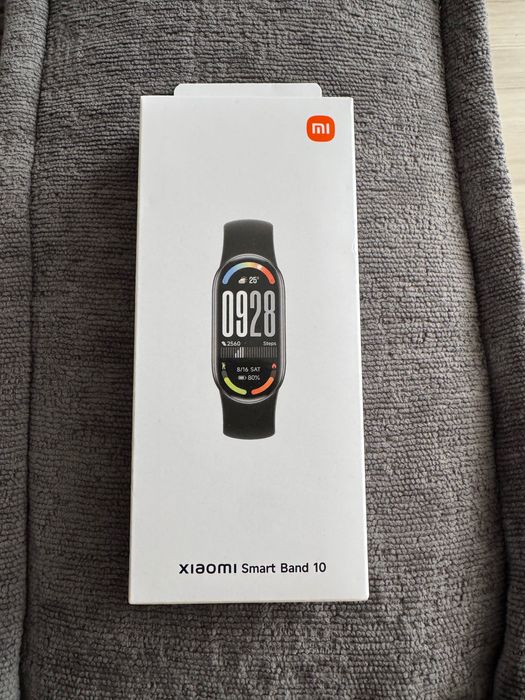 mi
25°
0928
2560
Steps
8/16 SAT
80%
xiaomi Smart Band 10